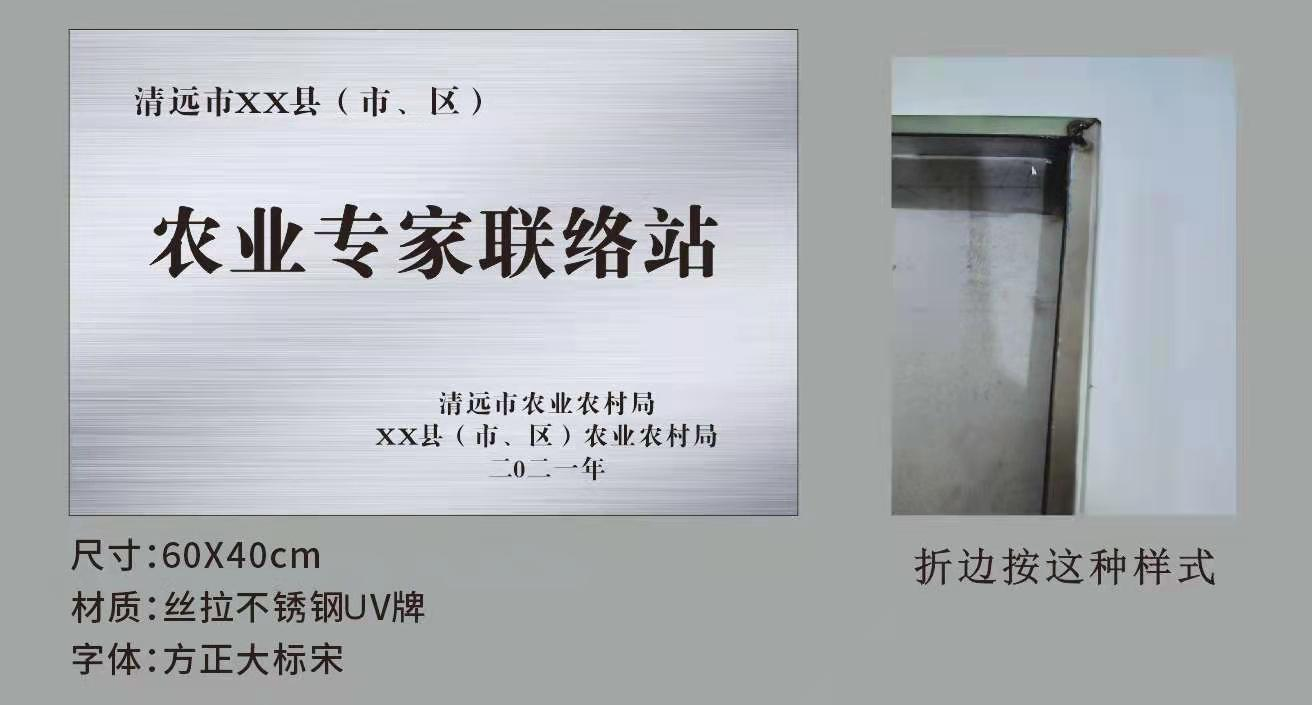 清远市XX县（市、区）
农业专家联络站
清远市农业农村局
XX县（市、区）农业农村局
二0二一年
尺寸:60X40cm
材质:丝拉不锈钢UV牌
字体:方正大标宋
折边按这种样式